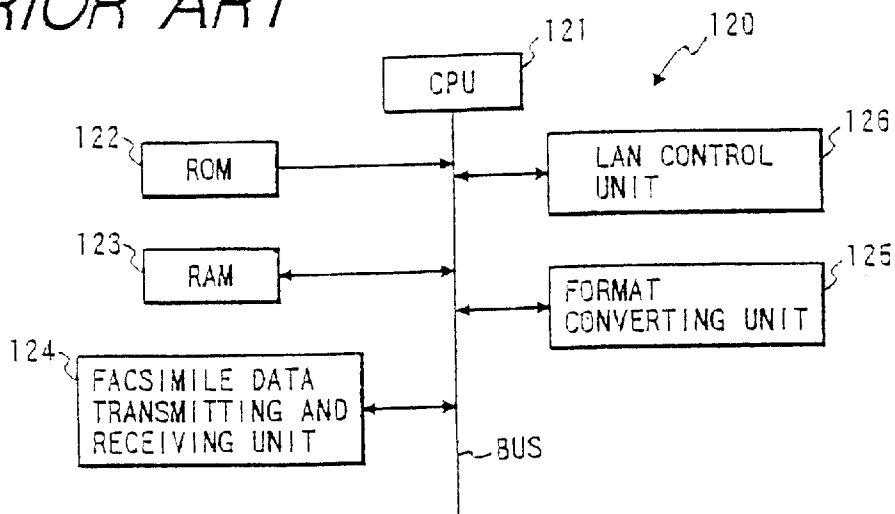 PRIOR ART
121
CPU
120
122
ROM
126
LAN CONTROL
UNIT
123
RAM
125
FORMAT
CONVERTING UNIT
124
FACSIMILE DATA
TRANSMITTING AND
RECEIVING UNIT
BUS